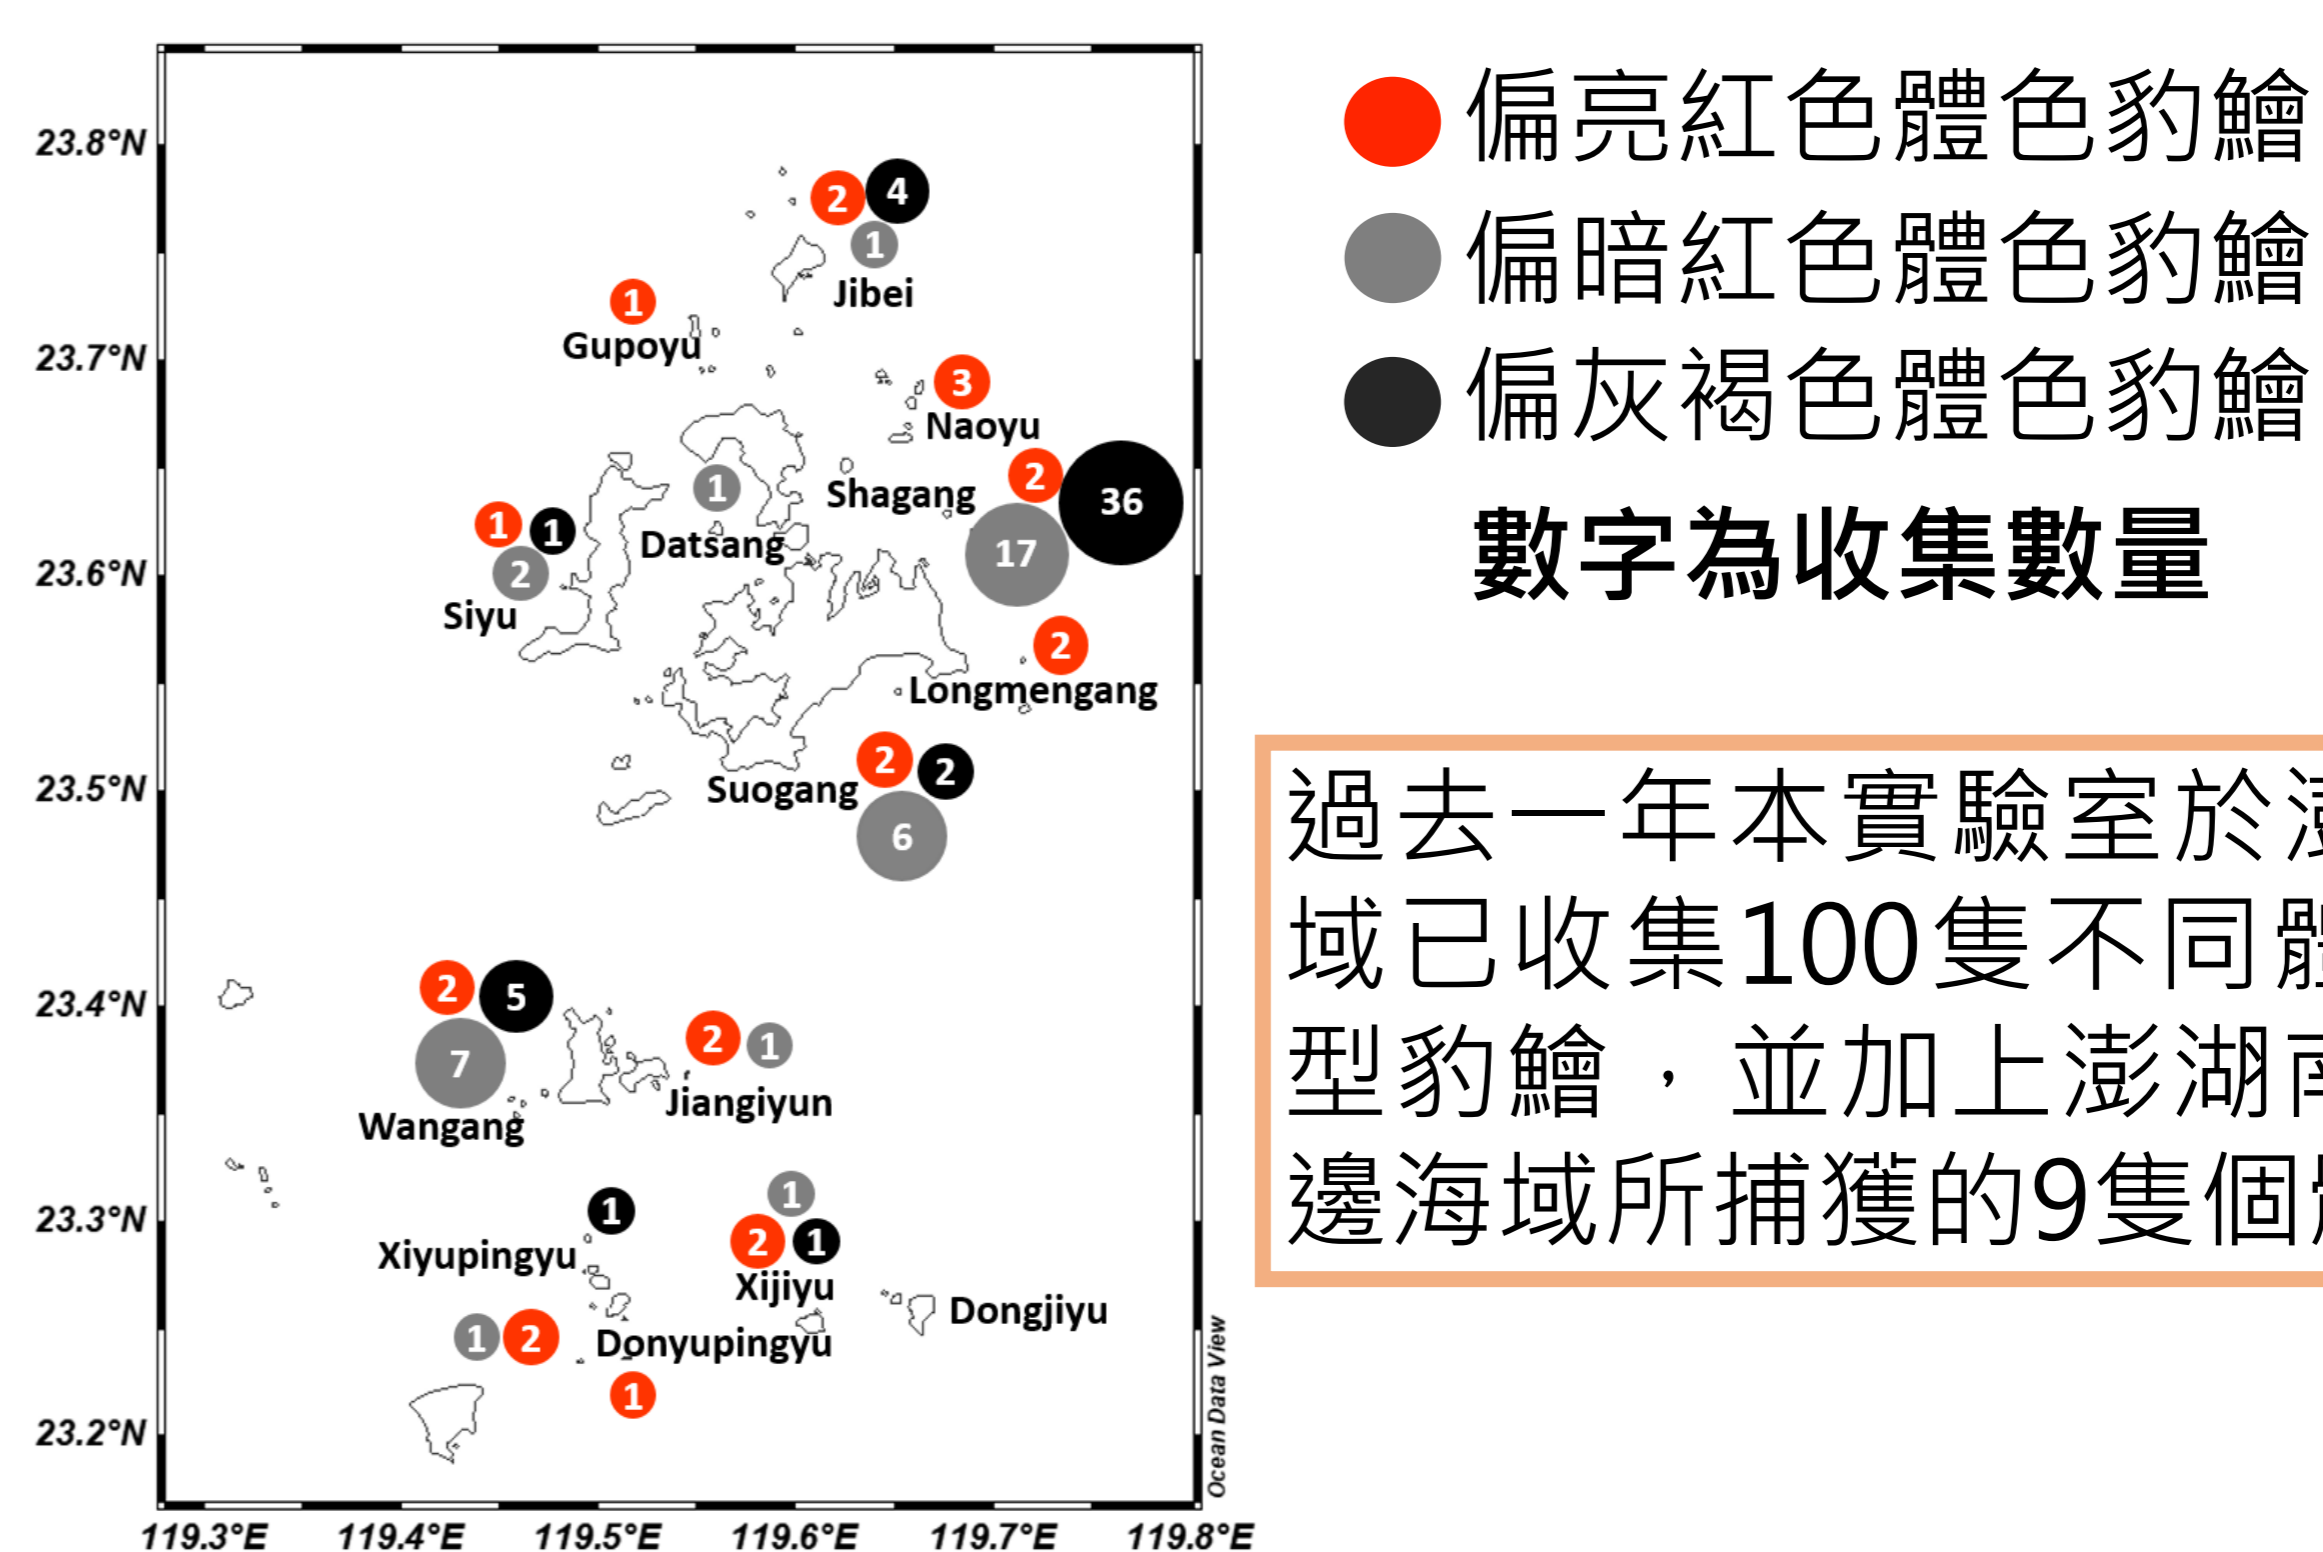 23.8°N
2
4
1
Jibei
1
Gupoyu
23.7°N
3
Naoyu
2
36
Shagang
1
17
Datsang
1
1
2
23.6°N
Siyu
2
Longmengang
2
2
23.5°N
Suogang
6
2
5
23.4°N
7
2
1
Jiangiyun
Wangang
1
1
23.3°N
2
1
Xiyupingyu
Xijiyu
Dongjiyu
1
2
Donyupingyu
1
23.2°N
Ocean Data View
119.3°E 119.4°E 119.5°E 119.6°E 119.7°E 119.8°E
偏亮紅色體色豹鱠
偏暗紅色體色豹鱠
偏灰褐色體色豹鱠
數字為收集數量
過去一年本實驗室於
域已收集100隻不同
型豹鱠，並加上澎湖
邊海域所捕獲的9隻個